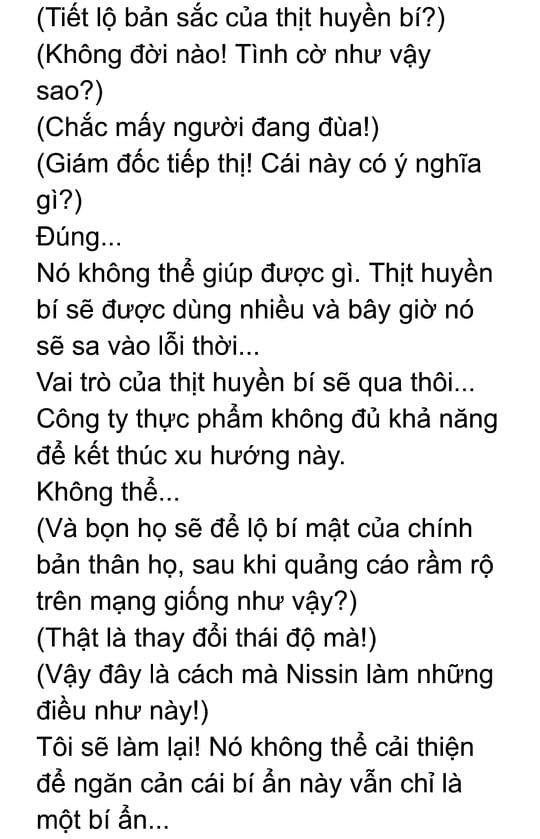 (Tiết lộ bản sắc của thịt huyền bí?)
(Không đời nào! Tình cờ như vậy
sao?)
(Chắc mấy người đang đùa!)
(Giám đốc tiếp thị! Cái này có ý nghĩa
gì?)
Đúng...
Nó không thể giúp được gì. Thịt huyền
bí sẽ được dùng nhiều và bây giờ nó
sẽ sa vào lỗi thời...
Vai trò của thịt huyền bí sẽ qua thôi...
Công ty thực phẩm không đủ khả năng
để kết thúc xu hướng này.
Không thể...
(Và bọn họ sẽ để lộ bí mật của chính
bản thân họ, sau khi quảng cáo rầm rộ
trên mạng giống như vậy?)
(Thật là thay đổi thái độ mà!)
(Vậy đây là cách mà Nissin làm những
điều như này!)
Tôi sẽ làm lại! Nó không thể cải thiện
để ngăn cản cái bí ẩn này vẫn chỉ là
một bí ẩn...